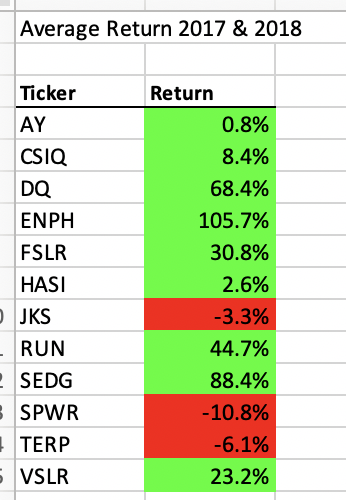 Average Return 2017 & 2018
Ticker Return
AY 0.8%
CSIQ 8.4%
DQ 68.4%
ENPH 105.7%
FSLR 30.8%
HASI 2.6%
JKS -3.3%
RUN 44.7%
SEDG 88.4%
SPWR -10.8%
TERP -6.1%
VSLR 23.2%